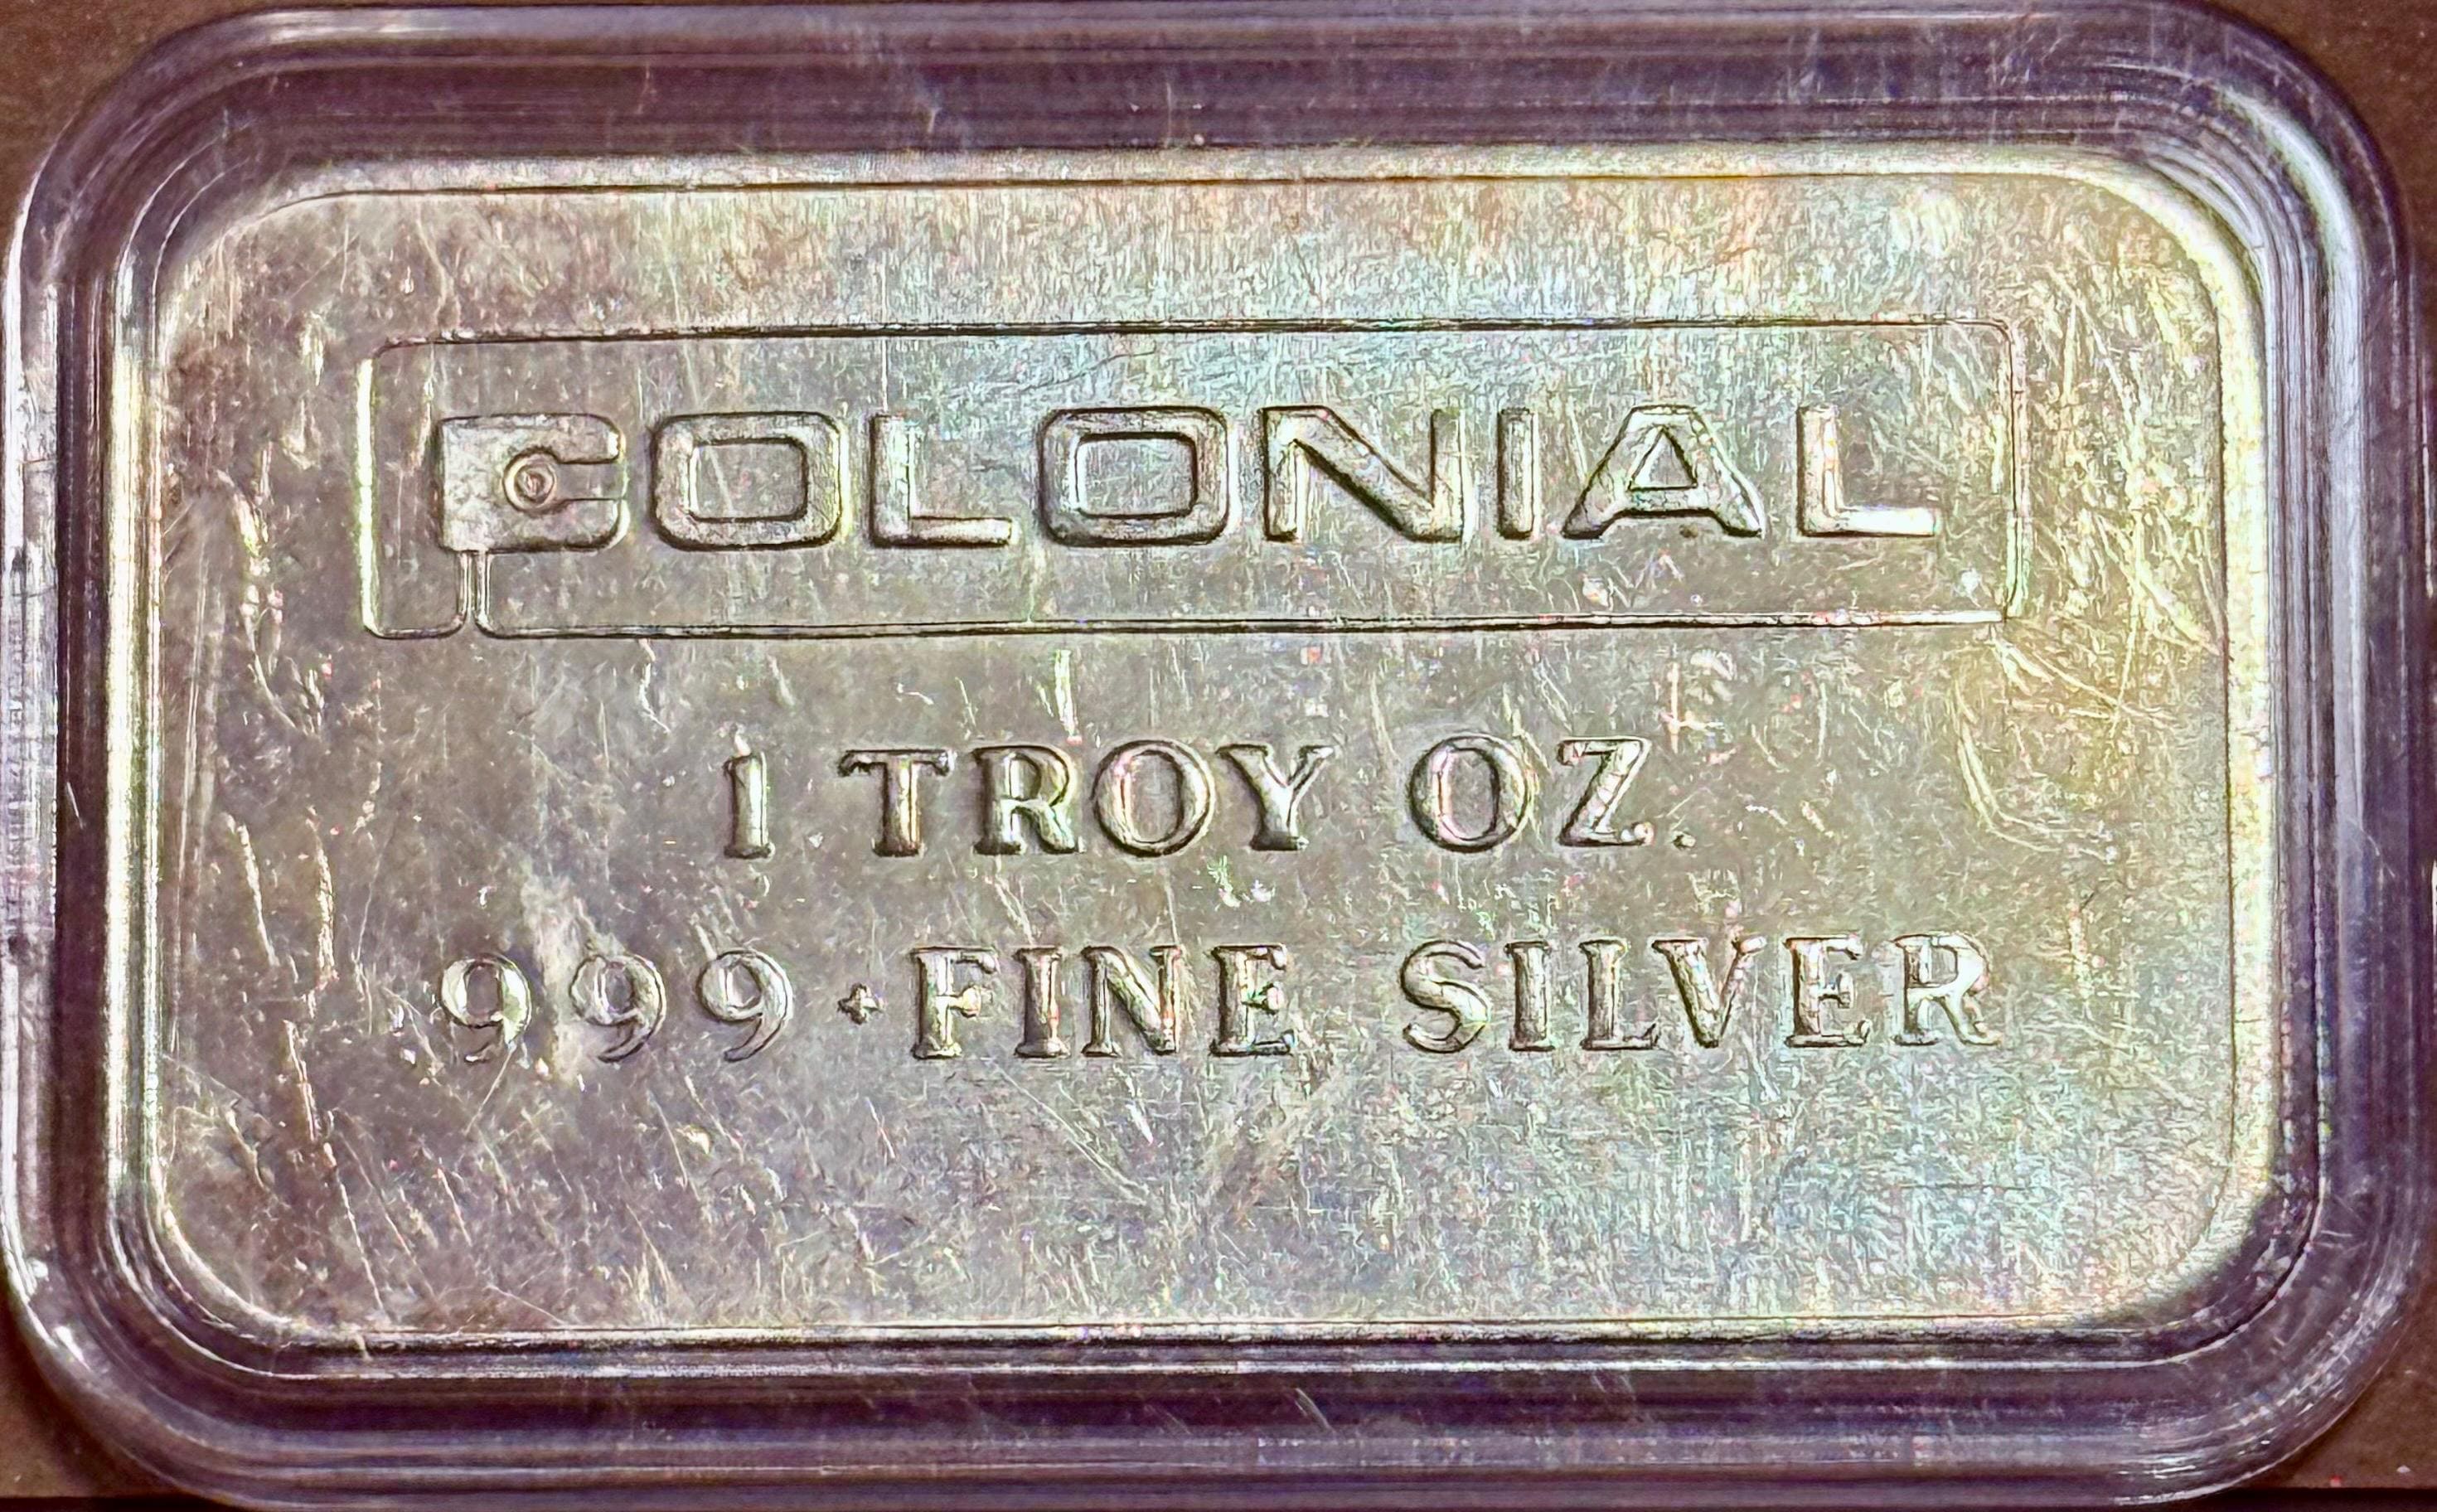 COLONIAL
1 TROY OZ.
999+FINE SILVER